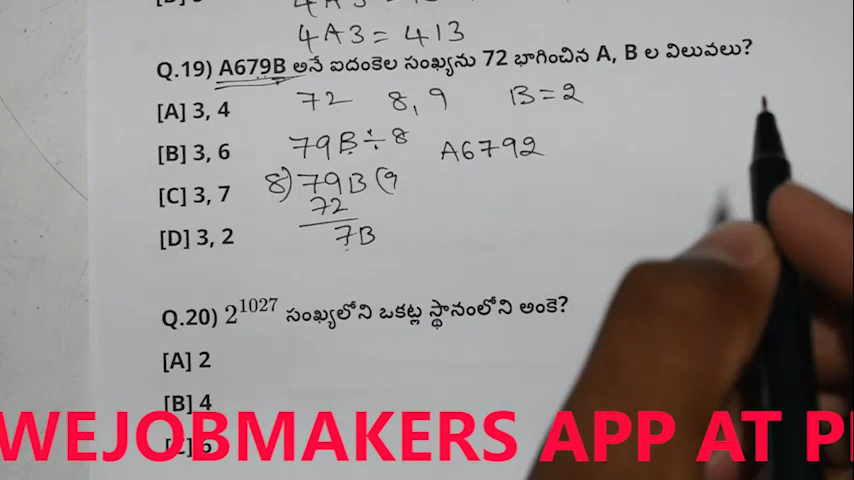 4A3 = 413
Q.19) A679B అనే ఐదంకెల సంఖ్యను 72 భాగించిన A, B ల విలువలు?
[A] 3, 4
72 8, 9 B = 2
[B] 3, 6
79B ÷ 8 A6792
[C] 3, 7
8) 79B (9
72
[D] 3, 2
7B
Q.20) 2^1027 సంఖ్యలోని ఒకట్ల స్థానంలోని అంకె?
[A] 2
[B] 4
WEJOBMAKERS APP AT P